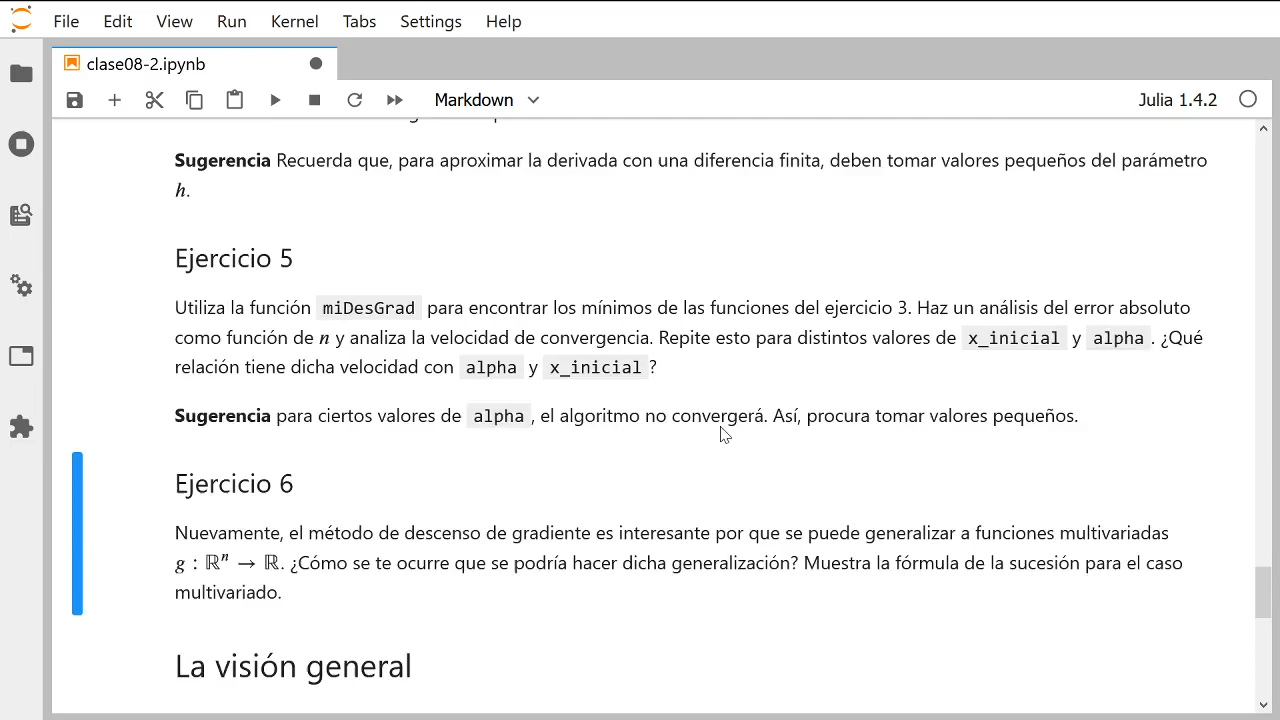 File Edit View Run Kernel Tabs Settings Help
clase08-2.ipynb
Markdown
Julia 1.4.2
Sugerencia Recuerda que, para aproximar la derivada con una diferencia finita, deben tomar valores pequeños del parámetro
h.
Ejercicio 5
Utiliza la función miDesGrad para encontrar los mínimos de las funciones del ejercicio 3. Haz un análisis del error absoluto
como función de n y analiza la velocidad de convergencia. Repite esto para distintos valores de x_inicial y alpha. ¿Qué
relación tiene dicha velocidad con alpha y x_inicial?
Sugerencia para ciertos valores de alpha, el algoritmo no convergerá. Así, procura tomar valores pequeños.
Ejercicio 6
Nuevamente, el método de descenso de gradiente es interesante por que se puede generalizar a funciones multivariadas
g : ℝⁿ → ℝ. ¿Cómo se te ocurre que se podría hacer dicha generalización? Muestra la fórmula de la sucesión para el caso
multivariado.
La visión general